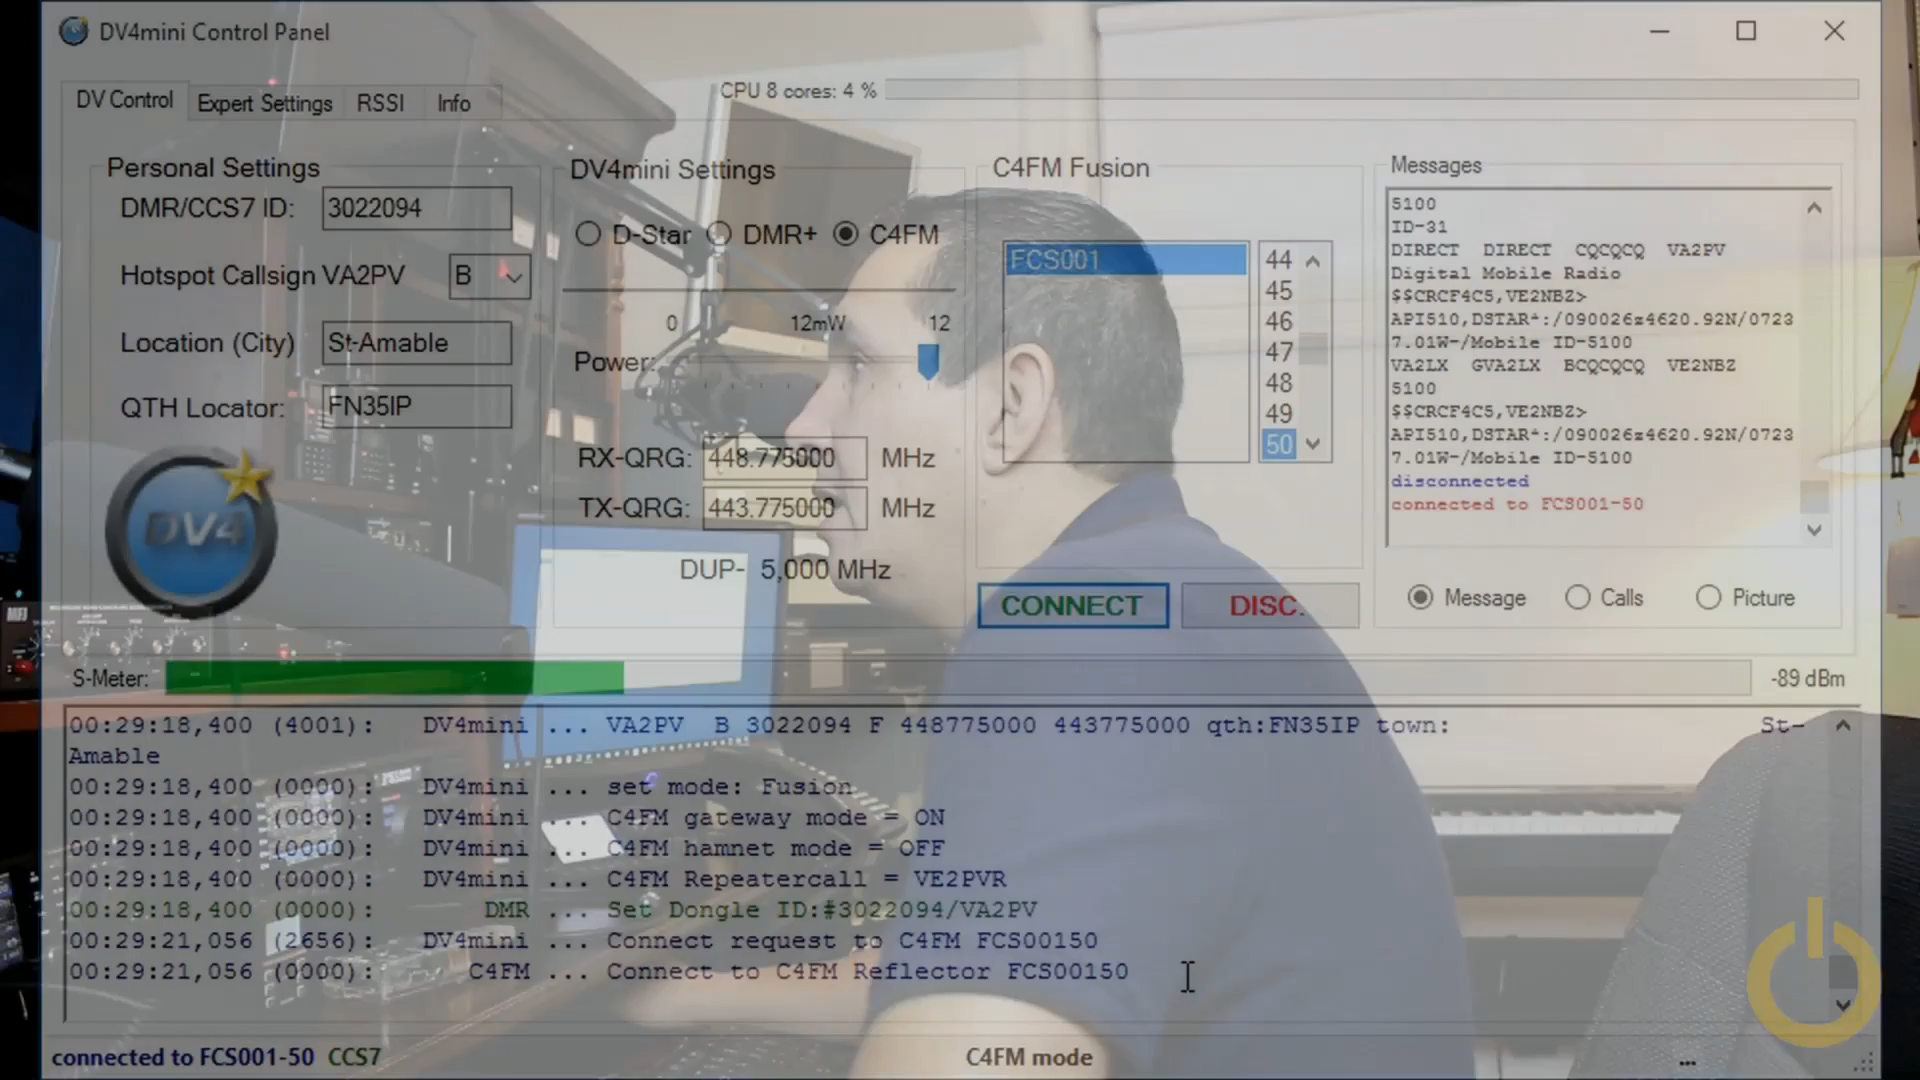 DV4mini Control Panel
DV Control
Expert Settings
RSSI
Info
CPU 8 cores: 4 %
Personal Settings
DMR/CCS7 ID: 3022094
Hotspot Callsign VA2PV B
Location (City) St-Amable
QTH Locator: FN35IP
DV4
DV4mini Settings
D-Star DMR+ C4FM
0 12mW 12
Power:
RX-QRG: 448.775000 MHz
TX-QRG: 443.775000 MHz
DUP- 5,000 MHz
C4FM Fusion
FCS001
44
45
46
47
48
49
50
CONNECT DISC.
Messages
5100
ID-31
DIRECT DIRECT CQCQCQ VA2PV
Digital Mobile Radio
$$CRCF4C5,VE2NBZ>
API510,DSTAR*:/090026z4620.92N/0723
7.01W-/Mobile ID-5100
VA2LX GVA2LX BCQCQCQ VE2NBZ
5100
$$CRCF4C5,VE2NBZ>
API510,DSTAR*:/090026z4620.92N/0723
7.01W-/Mobile ID-5100
disconnected
connected to FCS001-50
Message Calls Picture
S-Meter: -89 dBm
00:29:18,400 (4001): DV4mini ... VA2PV B 3022094 F 448775000 443775000 qth:FN35IP town: St-
Amable
00:29:18,400 (0000): DV4mini ... set mode: Fusion
00:29:18,400 (0000): DV4mini ... C4FM gateway mode = ON
00:29:18,400 (0000): DV4mini ... C4FM hamnet mode = OFF
00:29:18,400 (0000): DV4mini ... C4FM Repeatercall = VE2PVR
00:29:18,400 (0000): DMR ... Set Dongle ID:#3022094/VA2PV
00:29:21,056 (2656): DV4mini ... Connect request to C4FM FCS00150
00:29:21,056 (0000): C4FM ... Connect to C4FM Reflector FCS00150
connected to FCS001-50 CCS7
C4FM mode
...
MFJ